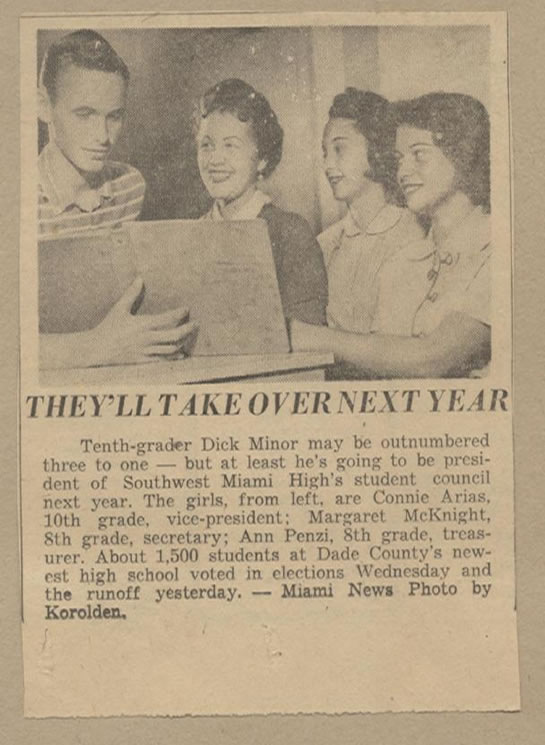 THEY'LL TAKE OVER NEXT YEAR
Tenth-grader Dick Minor may be outnumbered
three to one — but at least he's going to be presi-
dent of Southwest Miami High's student council
next year. The girls, from left, are Connie Arias,
10th grade, vice-president; Margaret McKnight,
8th grade, secretary; Ann Penzi, 8th grade, treas-
urer. About 1,500 students at Dade County's new-
est high school voted in elections Wednesday and
the runoff yesterday. — Miami News Photo by
Korolden.